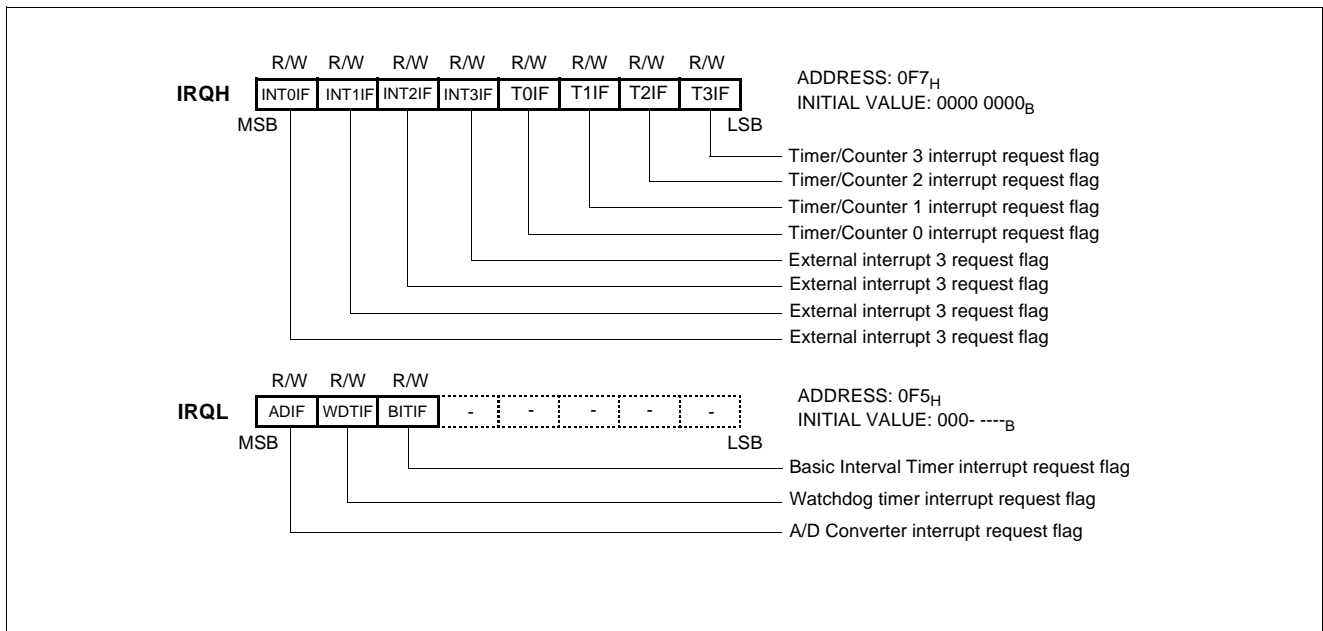 R/W R/W R/W R/W R/W R/W R/W R/W
IRQH INT0IF INT1IF INT2IF INT3IF T0IF T1IF T2IF T3IF
MSB LSB
ADDRESS: 0F7H
INITIAL VALUE: 0000 0000B
Timer/Counter 3 interrupt request flag
Timer/Counter 2 interrupt request flag
Timer/Counter 1 interrupt request flag
Timer/Counter 0 interrupt request flag
External interrupt 3 request flag
External interrupt 3 request flag
External interrupt 3 request flag
External interrupt 3 request flag
R/W R/W R/W
IRQL ADIF WDTIF BITIF - - - - -
MSB LSB
ADDRESS: 0F5H
INITIAL VALUE: 000- ----B
Basic Interval Timer interrupt request flag
Watchdog timer interrupt request flag
A/D Converter interrupt request flag